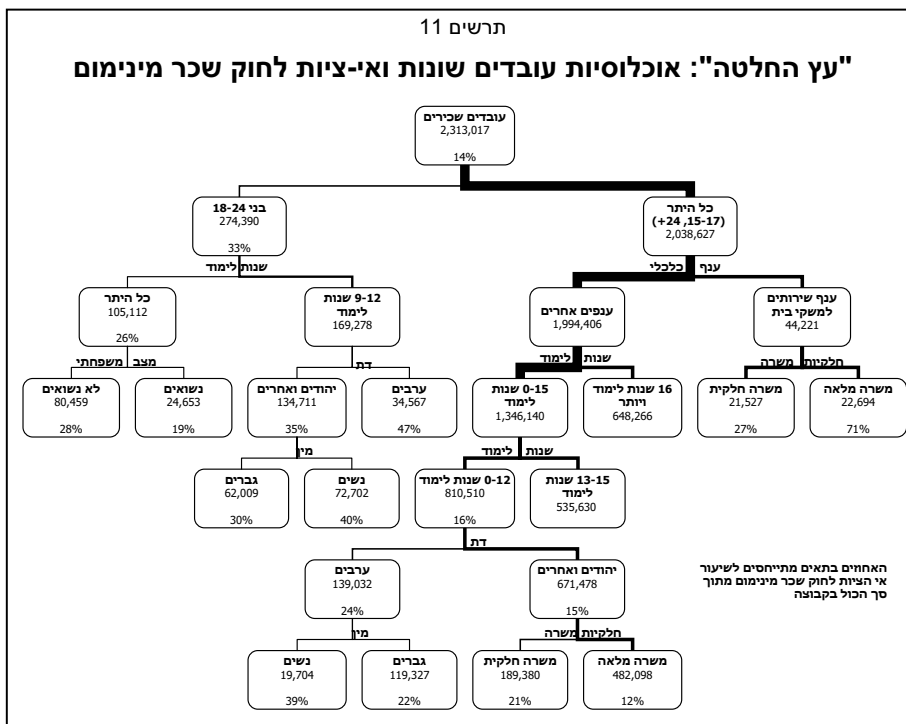 תרשים 11
"עץ החלטה": אוכלוסיות עובדים שונות ואי-ציות לחוק שכר מינימום
עובדים שכירים
2,313,017
14%
כל היתר
(15-17, 24+)
2,038,627
בני 18-24
274,390
33%
ענף כלכלי
שנות לימוד
ענף שירותים
למשקי בית
44,221
ענפים אחרים
1,994,406
9-12 שנות
לימוד
169,278
כל היתר
105,112
26%
חלקיות משרה
שנות לימוד
דת
מצב משפחתי
משרה מלאה
22,694
71%
משרה חלקית
21,527
27%
16 שנות לימוד
ויותר
648,266
0-15 שנות
לימוד
1,346,140
ערבים
34,567
47%
יהודים ואחרים
134,711
35%
נשואים
24,653
19%
לא נשואים
80,459
28%
שנות לימוד
מין
13-15 שנות
לימוד
535,630
0-12 שנות לימוד
810,510
16%
נשים
72,702
40%
גברים
62,009
30%
דת
יהודים ואחרים
671,478
15%
ערבים
139,032
24%
האחוזים בתאים מתייחסים לשיעור
אי הציות לחוק שכר מינימום מתוך
סך הכול בקבוצה
חלקיות משרה
מין
משרה מלאה
482,098
12%
משרה חלקית
189,380
21%
גברים
119,327
22%
נשים
19,704
39%